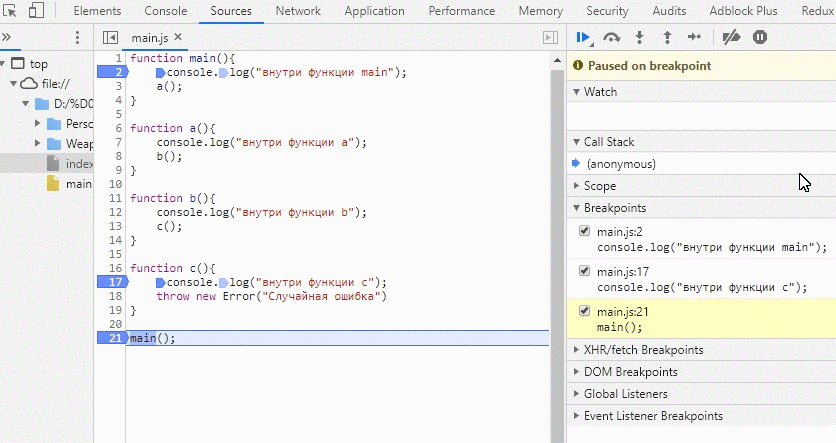 Elements Console Sources Network Application Performance Memory Security Audits Adblock Plus Redux
» main.js ×
top
file://
D:/%D0
Perso
Weap
index
main
1 function main(){
2 console.log("внутри функции main");
3 a();
4 }
5
6 function a(){
7 console.log("внутри функции a");
8 b();
9 }
10
11 function b(){
12 console.log("внутри функции b");
13 c();
14 }
15
16 function c(){
17 console.log("внутри функции c");
18 throw new Error("Случайная ошибка")
19 }
20
21 main();
Paused on breakpoint
Watch
Call Stack
(anonymous)
Scope
Breakpoints
main.js:2
console.log("внутри функции main");
main.js:17
console.log("внутри функции c");
main.js:21
main();
XHR/fetch Breakpoints
DOM Breakpoints
Global Listeners
Event Listener Breakpoints